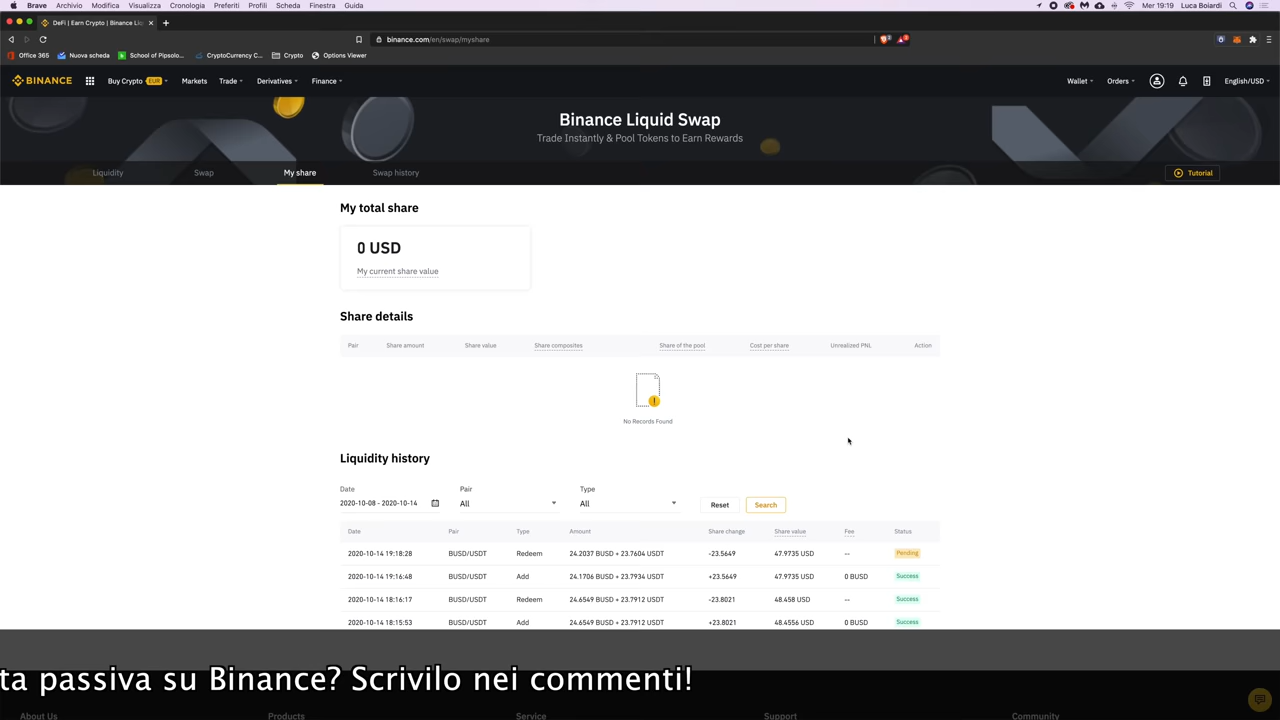 Brave Archivio Modifica Visualizza Cronologia Preferiti Profili Scheda Finestra Guida Mer 19:19 Luca Boiardi
DeFi | Earn Crypto | Binance Liq
binance.com/en/swap/myshare
Office 365 Nuova scheda School of Pipsolo... CryptoCurrency C... Crypto Options Viewer
BINANCE Buy Crypto EUR Markets Trade Derivatives Finance Wallet Orders English/USD
Binance Liquid Swap
Trade Instantly & Pool Tokens to Earn Rewards
Liquidity Swap My share Swap history Tutorial
My total share
0 USD
My current share value
Share details
Pair Share amount Share value Share composites Share of the pool Cost per share Unrealized PNL Action
No Records Found
Liquidity history
Date Pair Type
2020-10-08 - 2020-10-14 All All Reset Search
Date Pair Type Amount Share change Share value Fee Status
2020-10-14 19:18:28 BUSD/USDT Redeem 24.2037 BUSD + 23.7604 USDT -23.5649 47.9735 USD -- Pending
2020-10-14 19:16:48 BUSD/USDT Add 24.1706 BUSD + 23.7934 USDT +23.5649 47.9735 USD 0 BUSD Success
2020-10-14 18:16:17 BUSD/USDT Redeem 24.6549 BUSD + 23.7912 USDT -23.8021 48.458 USD -- Success
2020-10-14 18:15:53 BUSD/USDT Add 24.6549 BUSD + 23.7912 USDT +23.8021 48.4556 USD 0 BUSD Success
ta passiva su Binance? Scrivilo nei commenti!
About Us Products Service Support Community